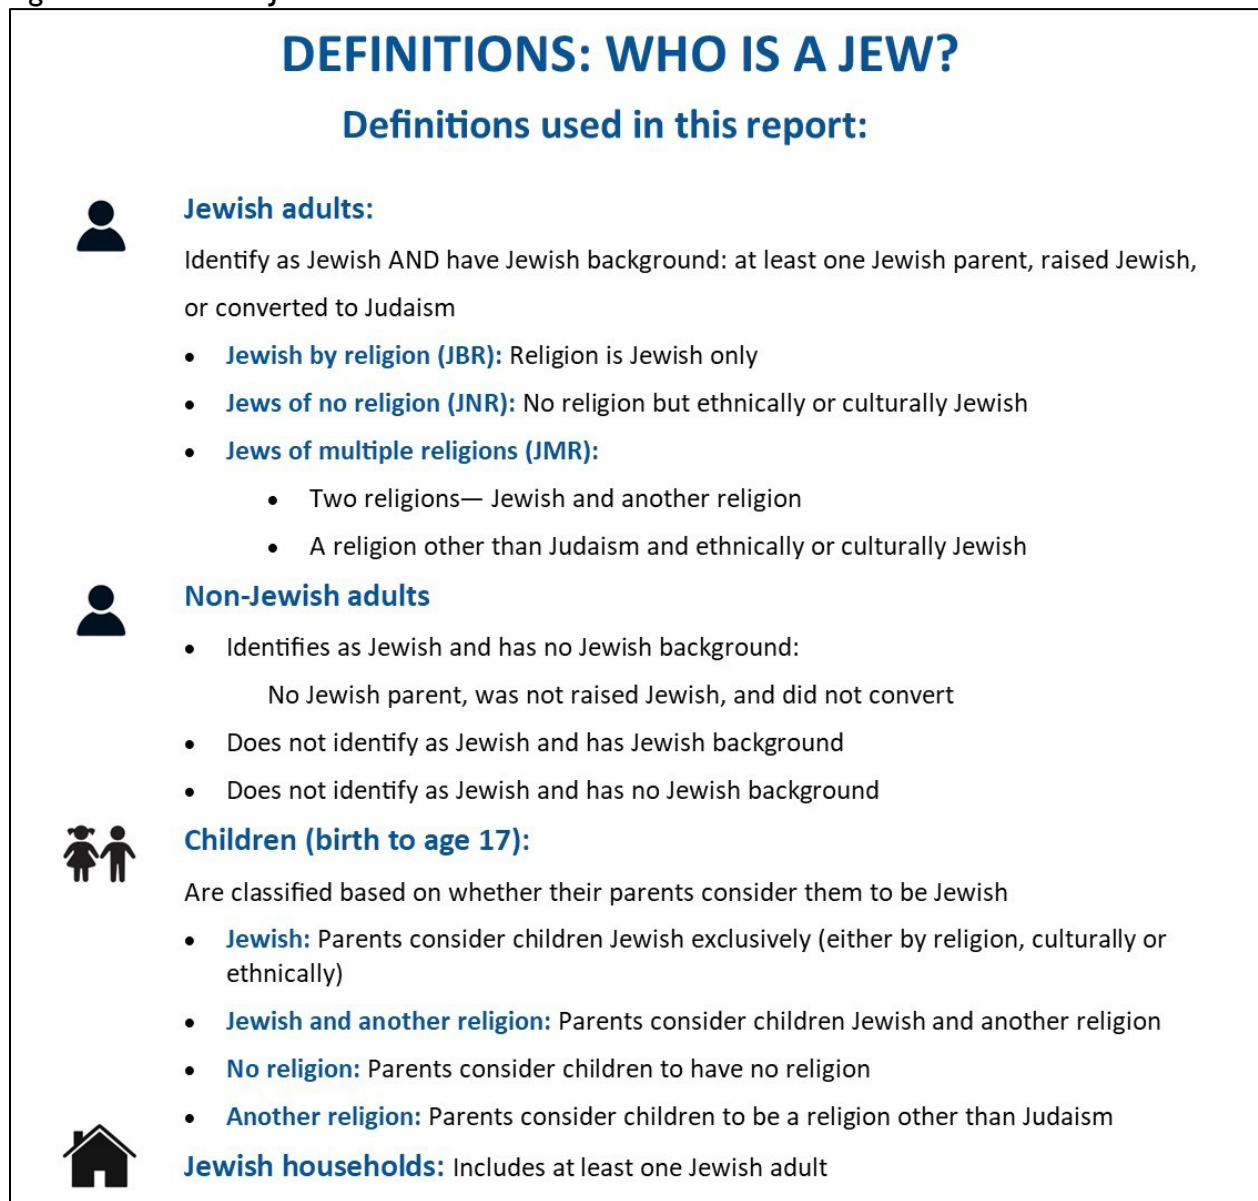 DEFINITIONS: WHO IS A JEW?
Definitions used in this report:
Jewish adults:
Identify as Jewish AND have Jewish background: at least one Jewish parent, raised Jewish,
or converted to Judaism
• Jewish by religion (JBR): Religion is Jewish only
• Jews of no religion (JNR): No religion but ethnically or culturally Jewish
• Jews of multiple religions (JMR):
• Two religions— Jewish and another religion
• A religion other than Judaism and ethnically or culturally Jewish
Non-Jewish adults
• Identifies as Jewish and has no Jewish background:
No Jewish parent, was not raised Jewish, and did not convert
• Does not identify as Jewish and has Jewish background
• Does not identify as Jewish and has no Jewish background
Children (birth to age 17):
Are classified based on whether their parents consider them to be Jewish
• Jewish: Parents consider children Jewish exclusively (either by religion, culturally or
ethnically)
• Jewish and another religion: Parents consider children Jewish and another religion
• No religion: Parents consider children to have no religion
• Another religion: Parents consider children to be a religion other than Judaism
Jewish households: Includes at least one Jewish adult